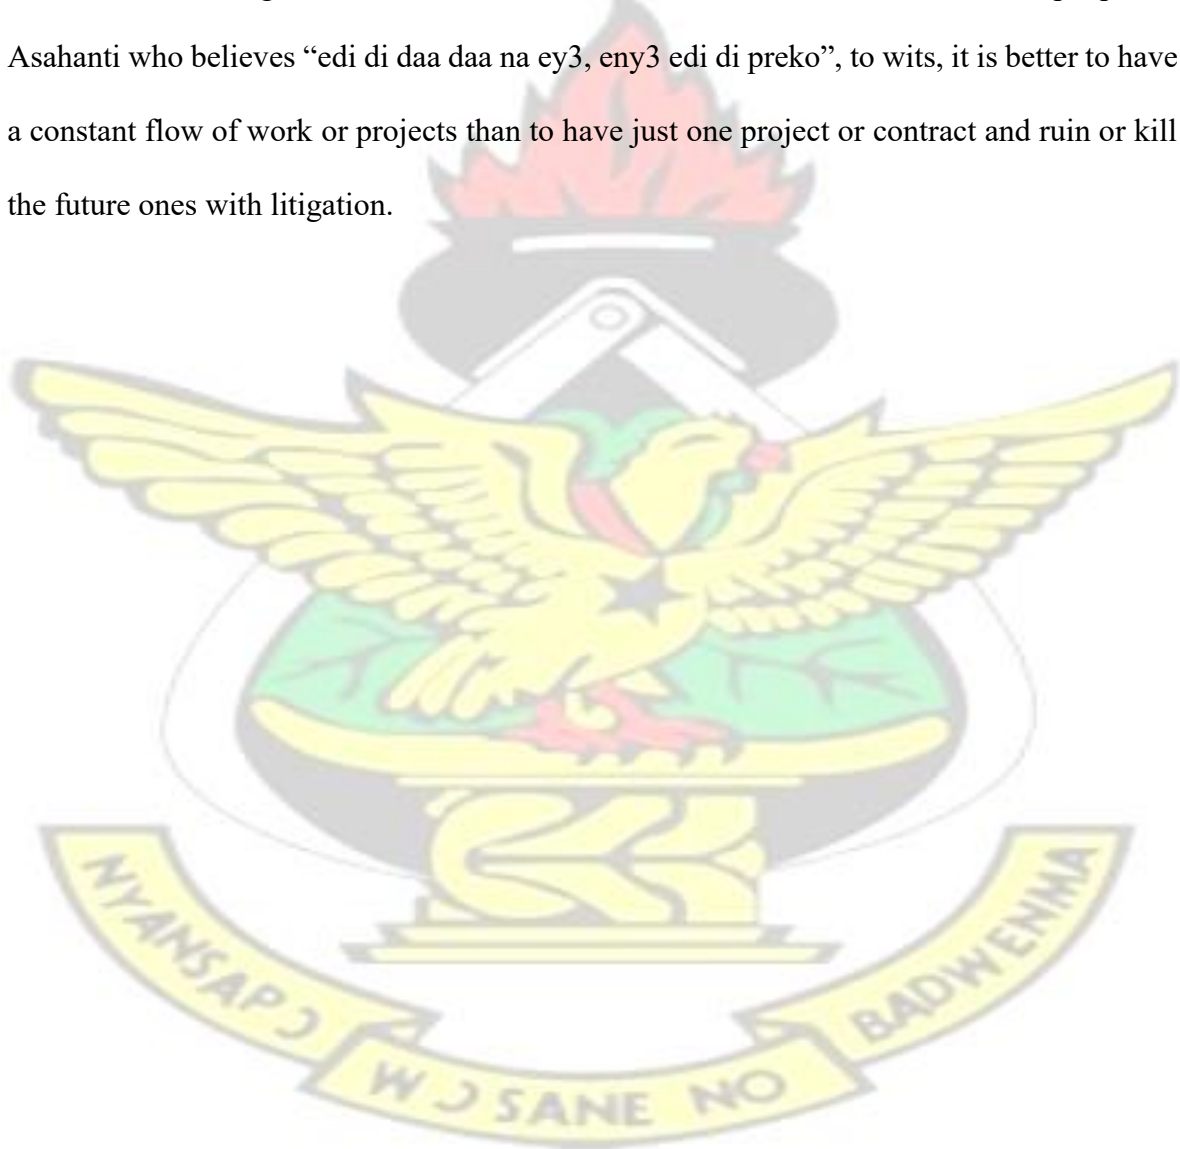 Asahanti who believes “edi di daa daa na ey3, eny3 edi di preko”, to wits, it is better to have
a constant flow of work or projects than to have just one project or contract and ruin or kill
the future ones with litigation.
NYANSAPƆ
WƆSANE NO
BADWENMA